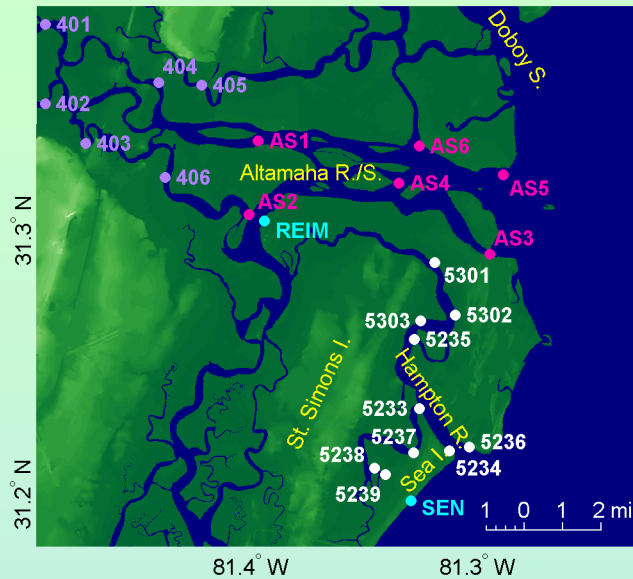 401
Doboy S.
404
405
402
403
AS1
AS6
406
Altamaha R./S.
AS4
AS5
AS2
REIM
31.3° N
AS3
5301
5303
5302
5235
St. Simons I.
Hampton R.
5233
5237
5236
5238
Sea I.
5234
5239
31.2° N
SEN
1 0 1 2 mi
81.4° W
81.3° W